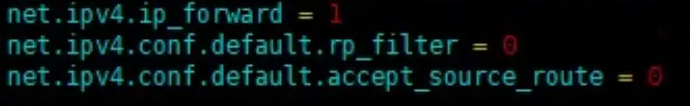 net.ipv4.ip_forward = 1
net.ipv4.conf.default.rp_filter = 0
net.ipv4.conf.default.accept_source_route = 0